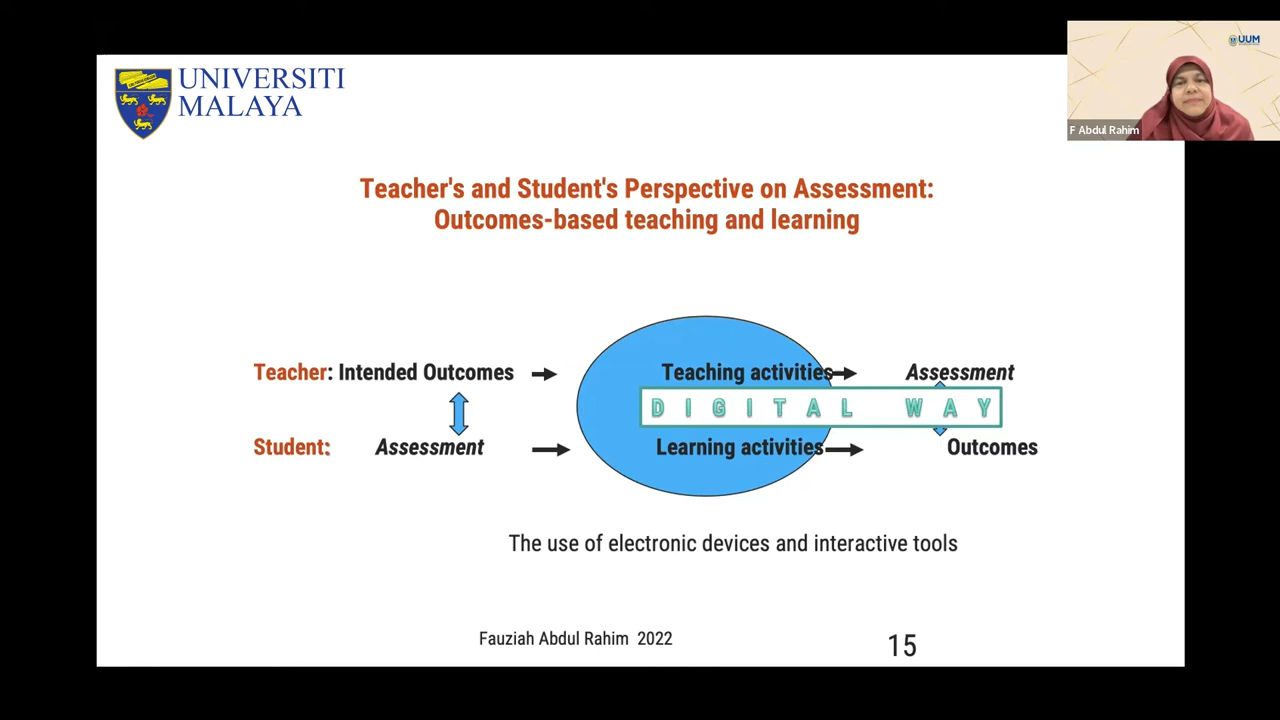 UNIVERSITI
MALAYA
UUM
F Abdul Rahim
Teacher's and Student's Perspective on Assessment:
Outcomes-based teaching and learning
Teacher: Intended Outcomes
Teaching activities
Assessment
DIGITAL WAY
Student:
Assessment
Learning activities
Outcomes
The use of electronic devices and interactive tools
Fauziah Abdul Rahim 2022
15